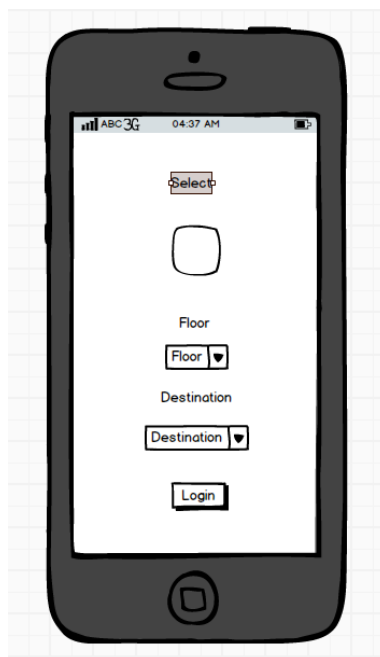 ABC 3G 04:37 AM
Select
Floor
Floor
Destination
Destination
Login